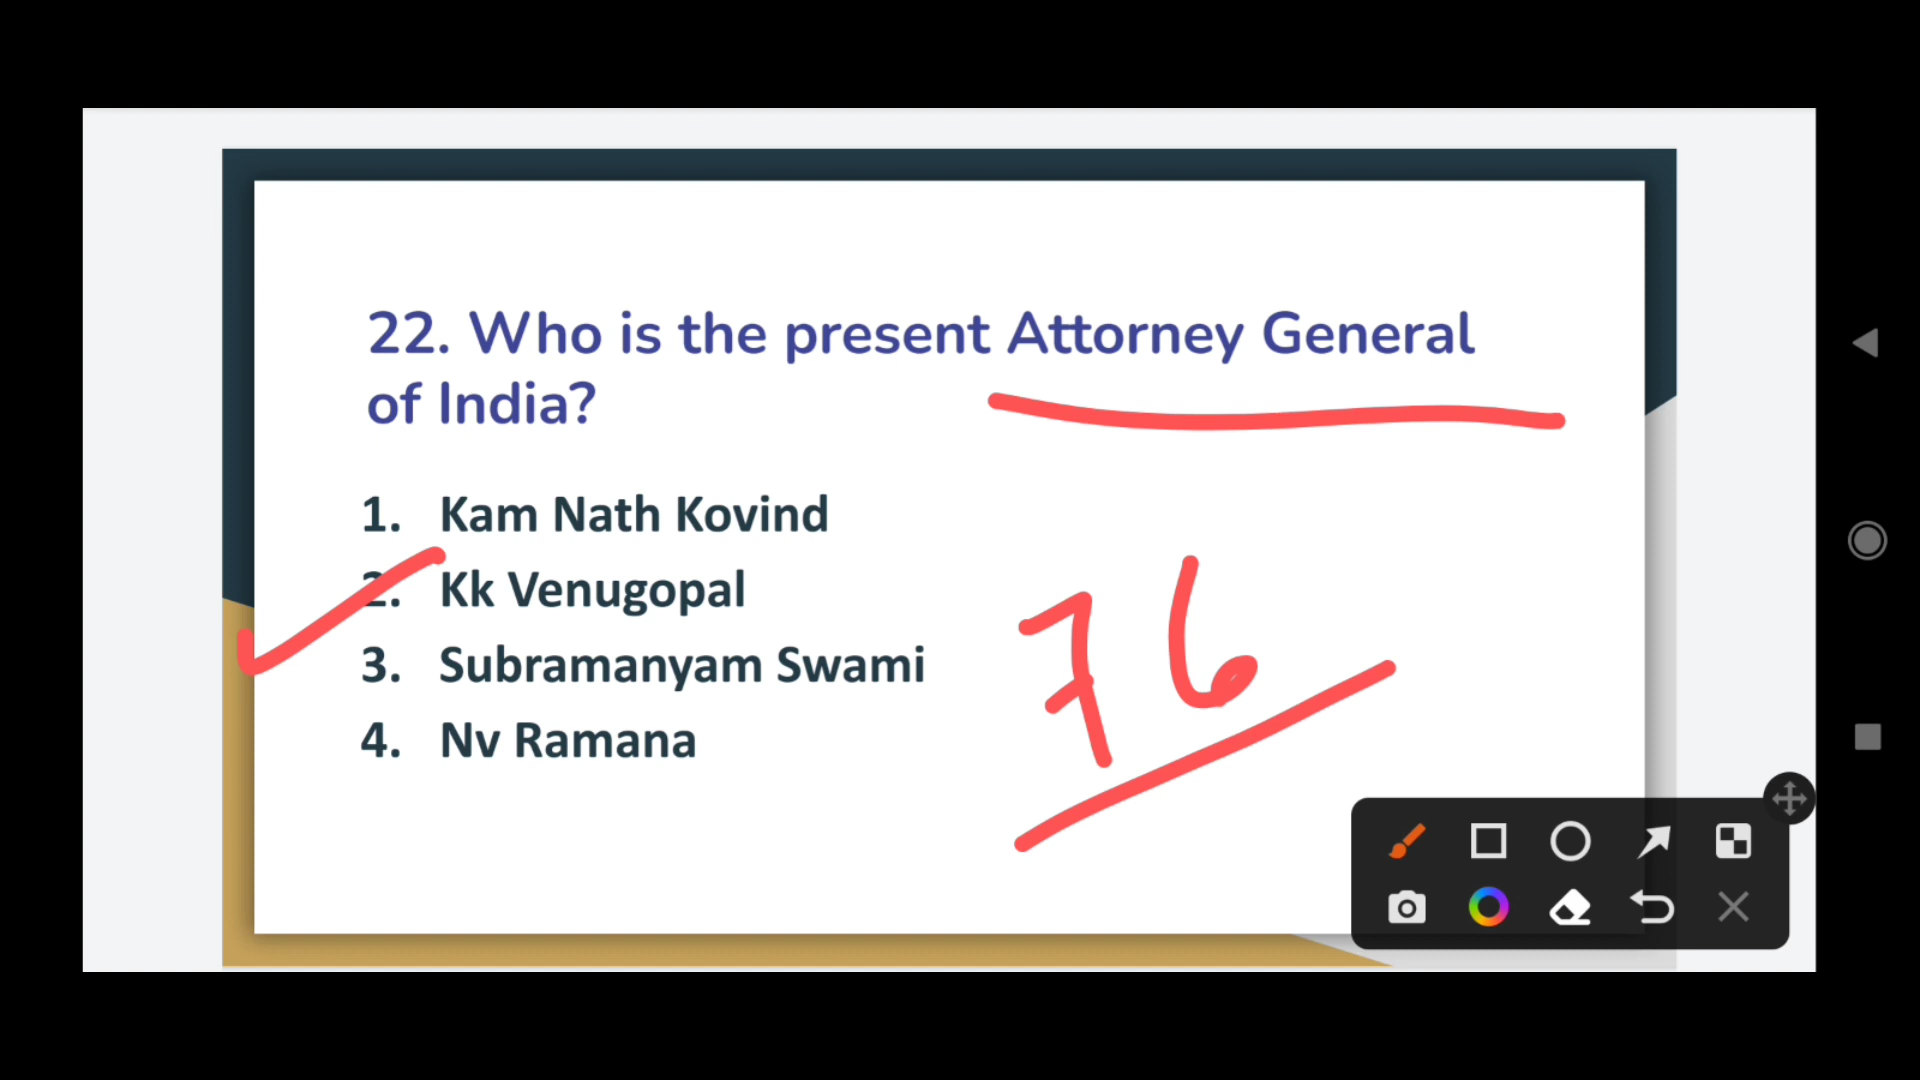 22. Who is the present Attorney General
of India?
1. Kam Nath Kovind
2. Kk Venugopal
3. Subramanyam Swami
4. Nv Ramana
76